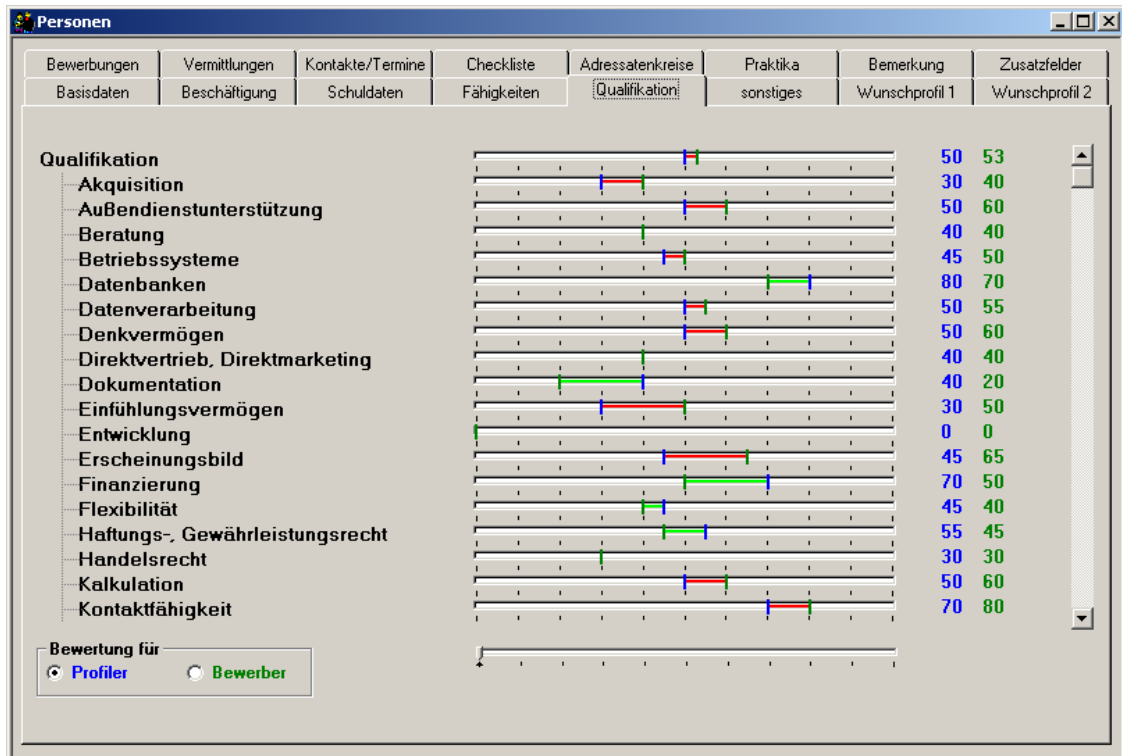 Personen
Bewerbungen Vermittlungen Kontakte/Termine Checkliste Adressatenkreise Praktika Bemerkung Zusatzfelder
Basisdaten Beschäftigung Schuldaten Fähigkeiten Qualifikation sonstiges Wunschprofil 1 Wunschprofil 2
Qualifikation 50 53
Akquisition 30 40
Außendienstunterstützung 50 60
Beratung 40 40
Betriebssysteme 45 50
Datenbanken 80 70
Datenverarbeitung 50 55
Denkvermögen 50 60
Direktvertrieb, Direktmarketing 40 40
Dokumentation 40 20
Einfühlungsvermögen 30 50
Entwicklung 0 0
Erscheinungsbild 45 65
Finanzierung 70 50
Flexibilität 45 40
Haftungs-, Gewährleistungsrecht 55 45
Handelsrecht 30 30
Kalkulation 50 60
Kontaktfähigkeit 70 80
Bewertung für
Profiler Bewerber